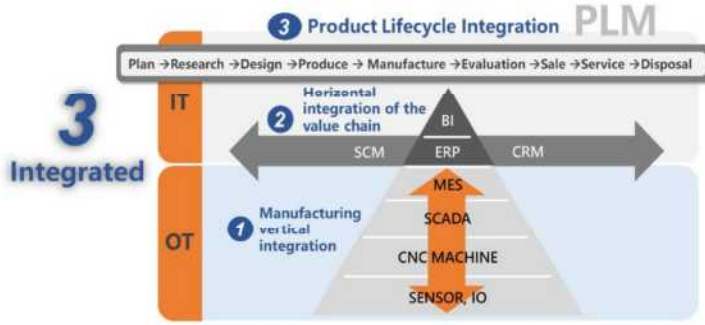 3 Product Lifecycle Integration PLM
Plan →Research →Design →Produce → Manufacture →Evaluation →Sale →Service →Disposal
3
Integrated
IT
2 Horizontal
integration of the
value chain
BI
SCM ERP CRM
OT
1 Manufacturing
vertical
integration
MES
SCADA
CNC MACHINE
SENSOR, IO